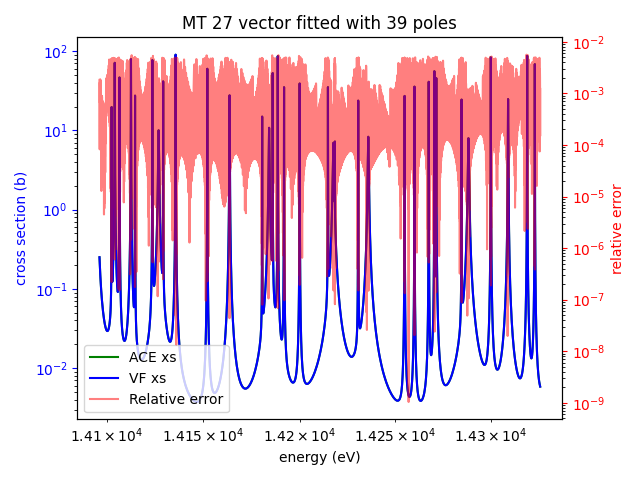 MT 27 vector fitted with 39 poles
10² 10¹ 10⁰ 10⁻¹ 10⁻²
cross section (b)
10⁻² 10⁻³ 10⁻⁴ 10⁻⁵ 10⁻⁶ 10⁻⁷ 10⁻⁸ 10⁻⁹
relative error
ACE xs
VF xs
Relative error
1.41 × 10⁴ 1.415 × 10⁴ 1.42 × 10⁴ 1.425 × 10⁴ 1.43 × 10⁴
energy (eV)